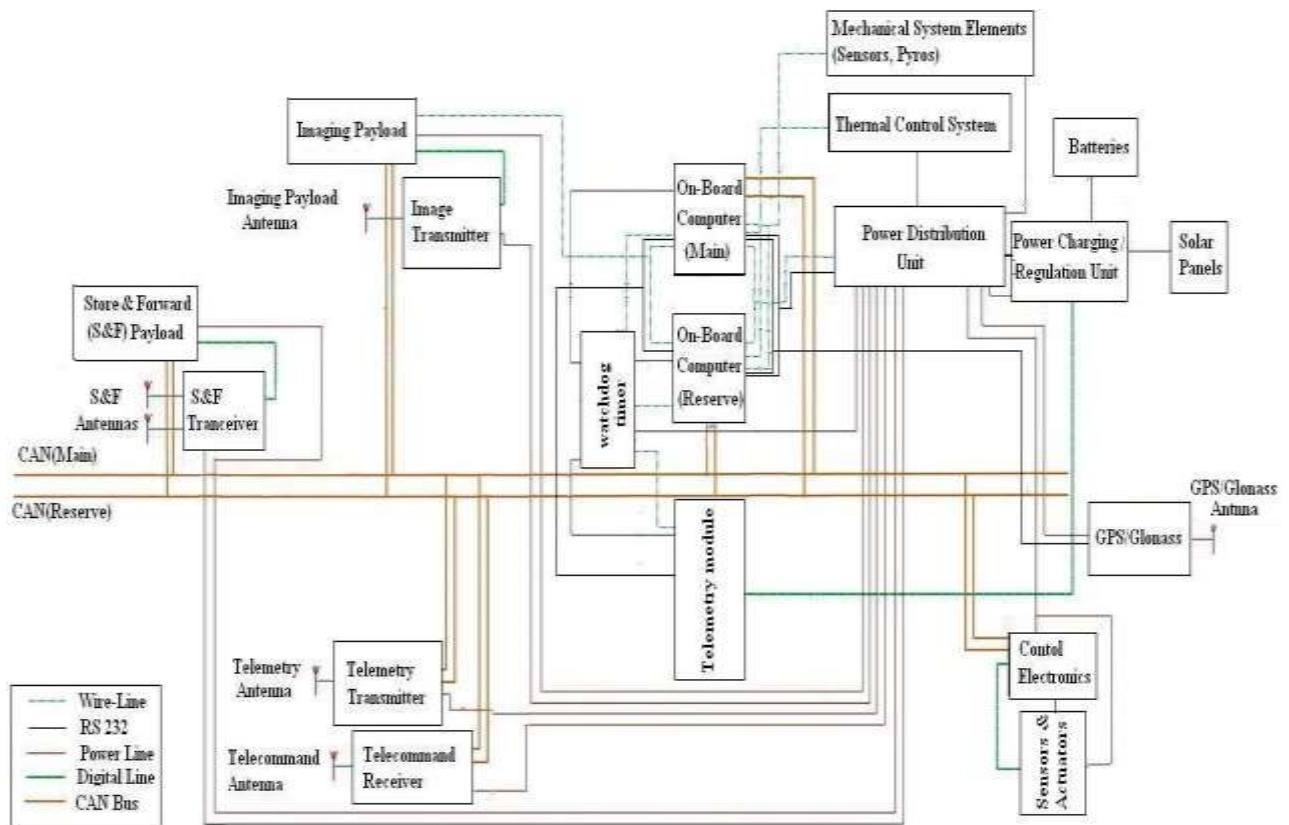 Mechanical System Elements
(Sensors, Pyros)
Imaging Payload
Thermal Control System
Batteries
Imaging Payload
Antenna
Image
Transmitter
On-Board
Computer
(Main)
Power Distribution
Unit
Power Charging /
Regulation Unit
Solar
Panels
Store & Forward
(S&F) Payload
On-Board
Computer
(Reserve)
watchdog
timer
S&F
Antennas
S&F
Tranceiver
CAN(Main)
CAN(Reserve)
GPS/Glonass
Antuna
GPS/Glonass
Telemetry module
Telemetry
Antenna
Telemetry
Transmitter
Contol
Electronics
Sensors &
Actuators
Telecommand
Antenna
Telecommand
Receiver
Wire-Line
RS 232
Power Line
Digital Line
CAN Bus